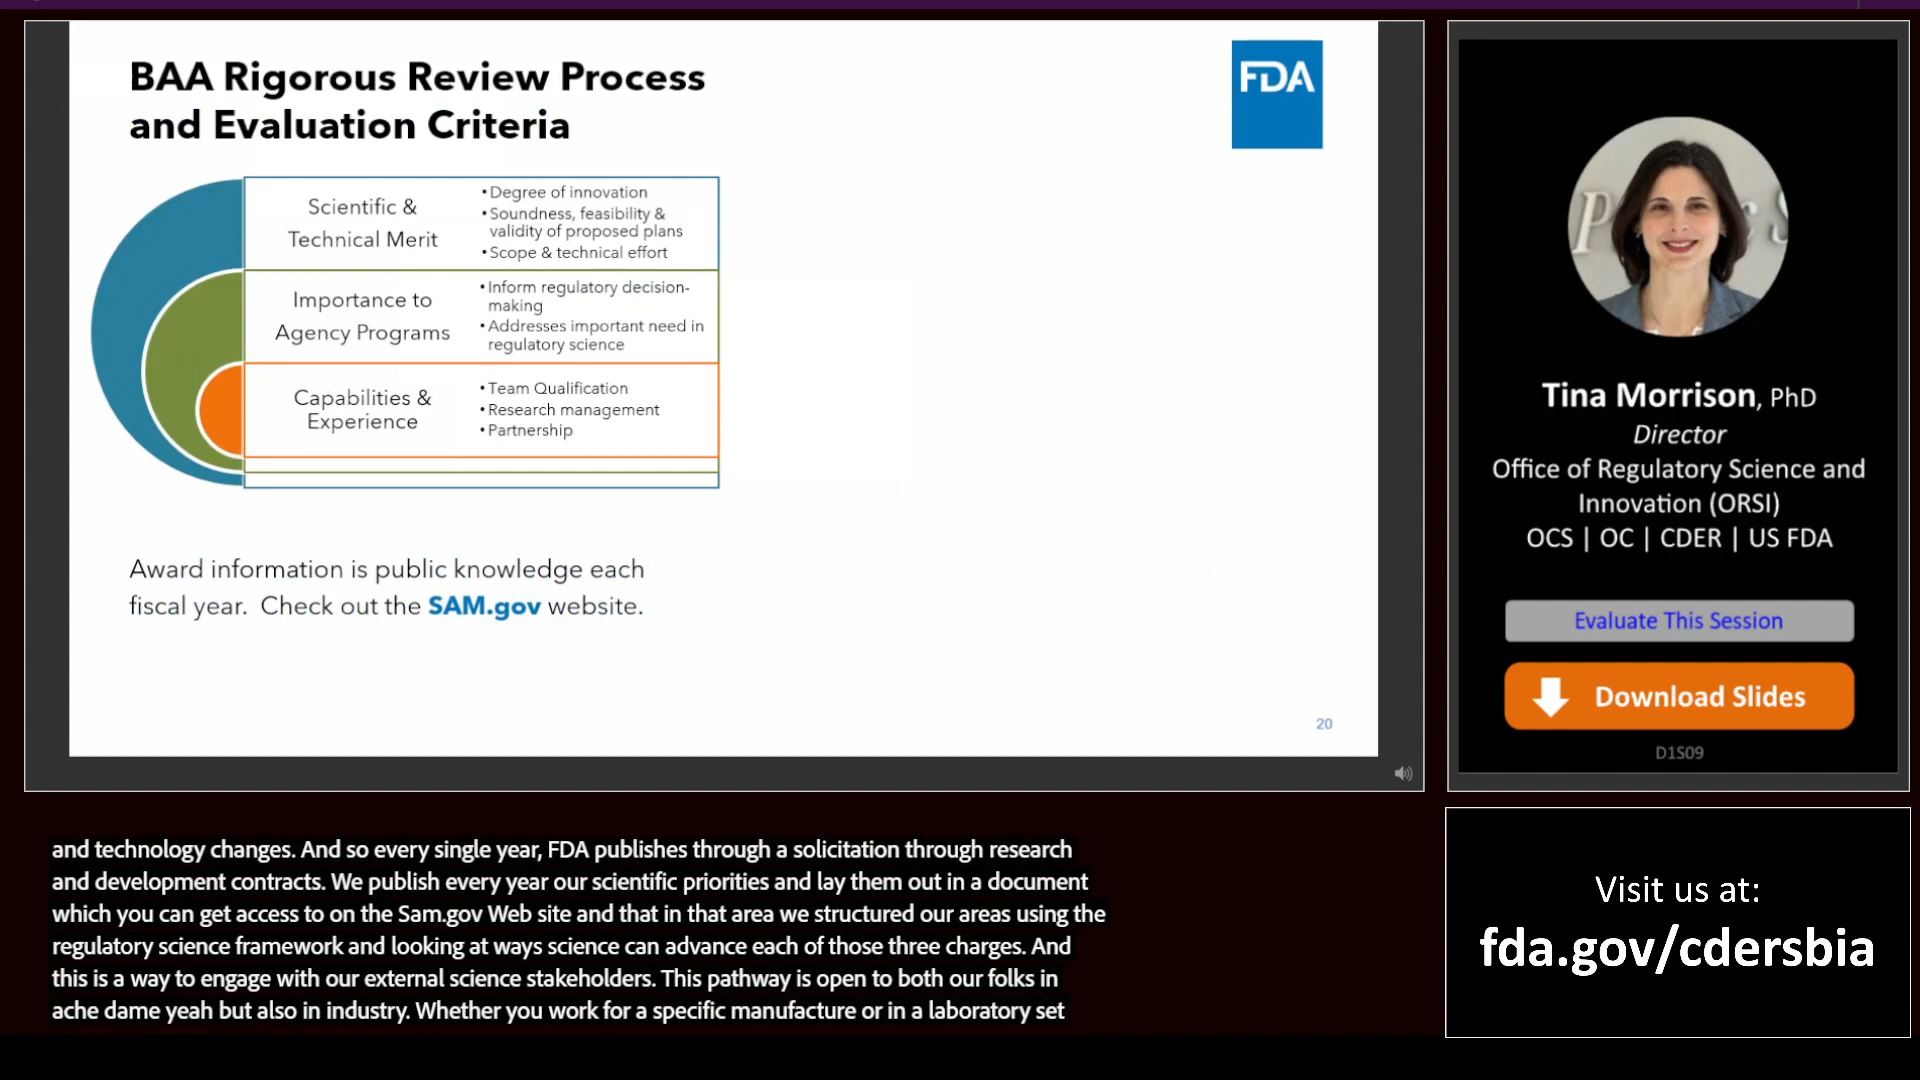 BAA Rigorous Review Process
and Evaluation Criteria
FDA
Scientific &
Technical Merit
•Degree of innovation
•Soundness, feasibility &
validity of proposed plans
•Scope & technical effort
Importance to
Agency Programs
•Inform regulatory decision-
making
•Addresses important need in
regulatory science
Capabilities &
Experience
•Team Qualification
•Research management
•Partnership
Award information is public knowledge each
fiscal year. Check out the SAM.gov website.
20
Tina Morrison, PhD
Director
Office of Regulatory Science and
Innovation (ORSI)
OCS | OC | CDER | US FDA
Evaluate This Session
Download Slides
D1S09
and technology changes. And so every single year, FDA publishes through a solicitation through research
and development contracts. We publish every year our scientific priorities and lay them out in a document
which you can get access to on the Sam.gov Web site and that in that area we structured our areas using the
regulatory science framework and looking at ways science can advance each of those three charges. And
this is a way to engage with our external science stakeholders. This pathway is open to both our folks in
ache dame yeah but also in industry. Whether you work for a specific manufacture or in a laboratory set
Visit us at:
fda.gov/cdersbia